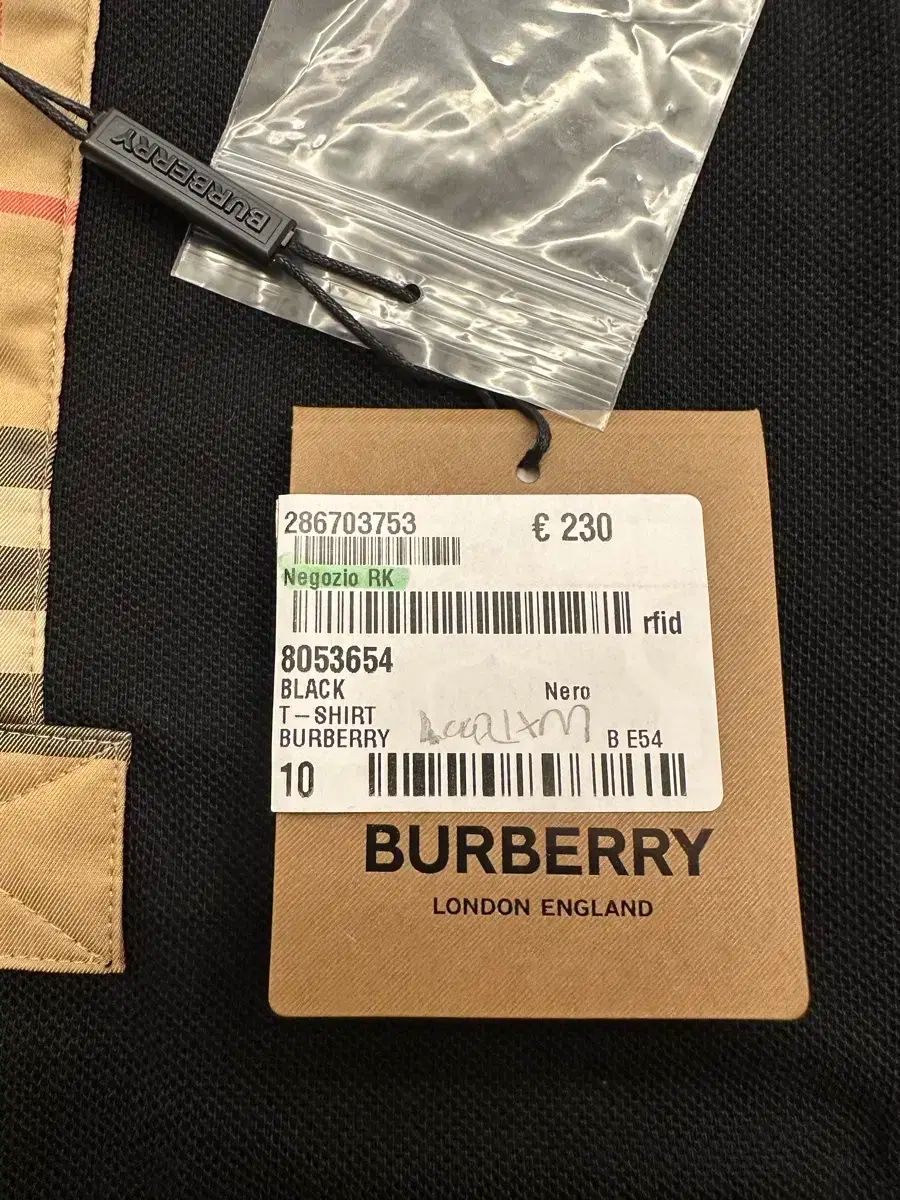 BURBERRY
286703753
€ 230
Negozio RK
rfid
8053654
BLACK
Nero
T-SHIRT
BURBERRY
B E54
10
BURBERRY
LONDON ENGLAND